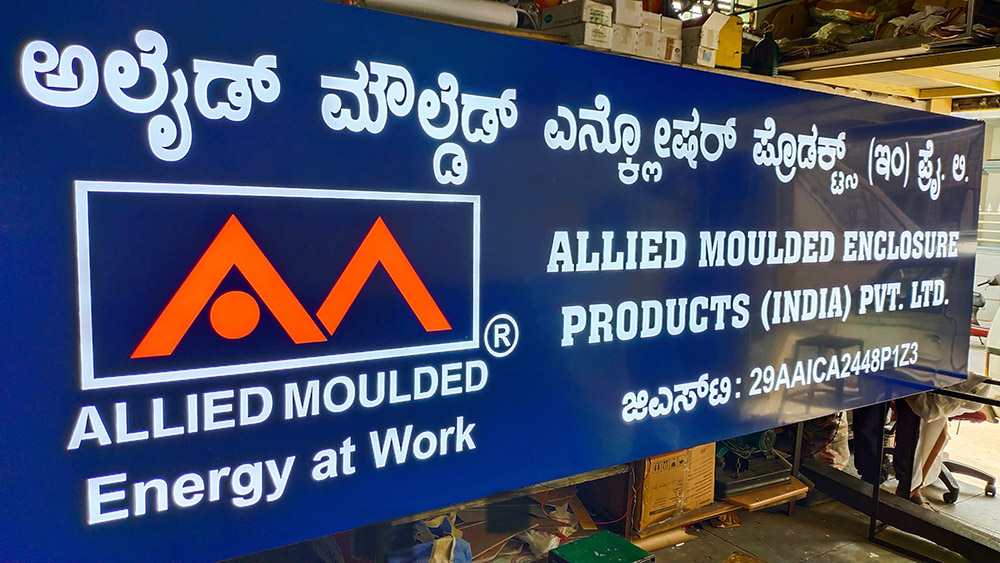 ಅಲೈಡ್ ಮೌಲ್ಡೆಡ್ ಎನ್ಕ್ಲೋಷರ್ ಪ್ರೊಡಕ್ಟ್ಸ್ (ಇಂ) ಪ್ರೈ. ಲಿ.
ALLIED MOULDED
Energy at Work
®
ALLIED MOULDED ENCLOSURE
PRODUCTS (INDIA) PVT. LTD.
ಜಿಎಸ್‌ಟಿ : 29AAICA2448P1Z3